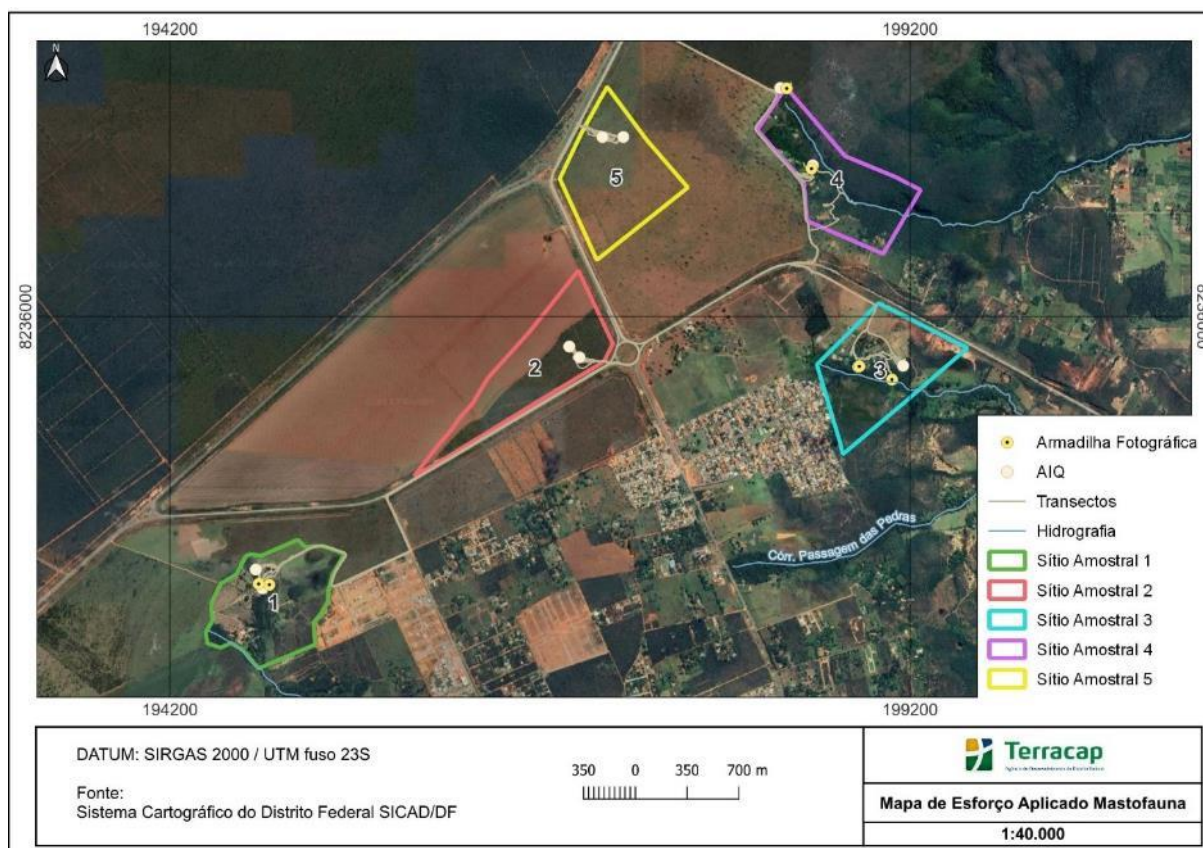 194200
199200
N
8236000
8236000
5
4
2
3
1
Córr. Passagem das Pedras
Armadilha Fotográfica
AIQ
Transectos
Hidrografia
Sítio Amostral 1
Sítio Amostral 2
Sítio Amostral 3
Sítio Amostral 4
Sítio Amostral 5
194200
199200
DATUM: SIRGAS 2000 / UTM fuso 23S
Fonte:
Sistema Cartográfico do Distrito Federal SICAD/DF
350 0 350 700 m
Terracap
Mapa de Esforço Aplicado Mastofauna
1:40.000